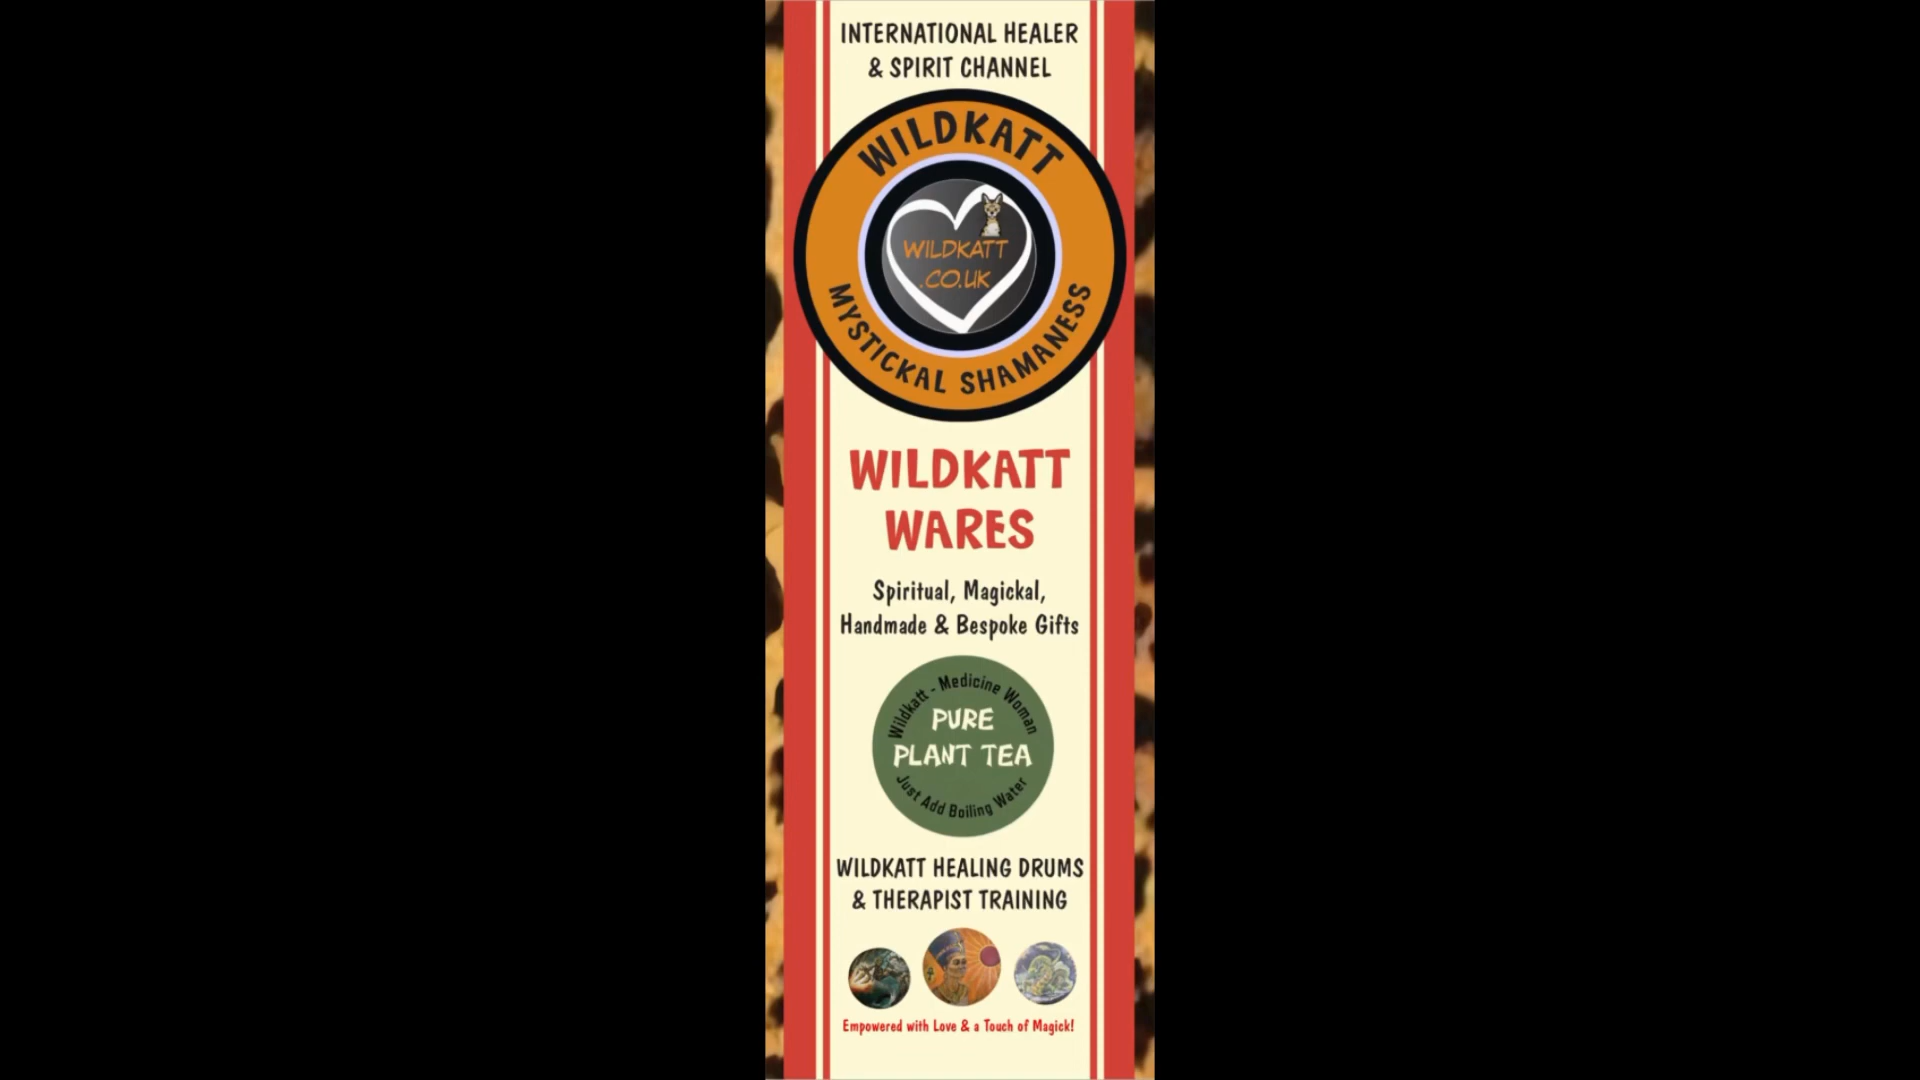 INTERNATIONAL HEALER
& SPIRIT CHANNEL
WILDKATT
WILDKATT
.CO.UK
MYSTICKAL SHAMANESS
WILDKATT
WARES
Spiritual, Magickal,
Handmade & Bespoke Gifts
Wildkatt - Medicine Woman
PURE
PLANT TEA
Just Add Boiling Water
WILDKATT HEALING DRUMS
& THERAPIST TRAINING
Empowered with Love & a Touch of Magick!